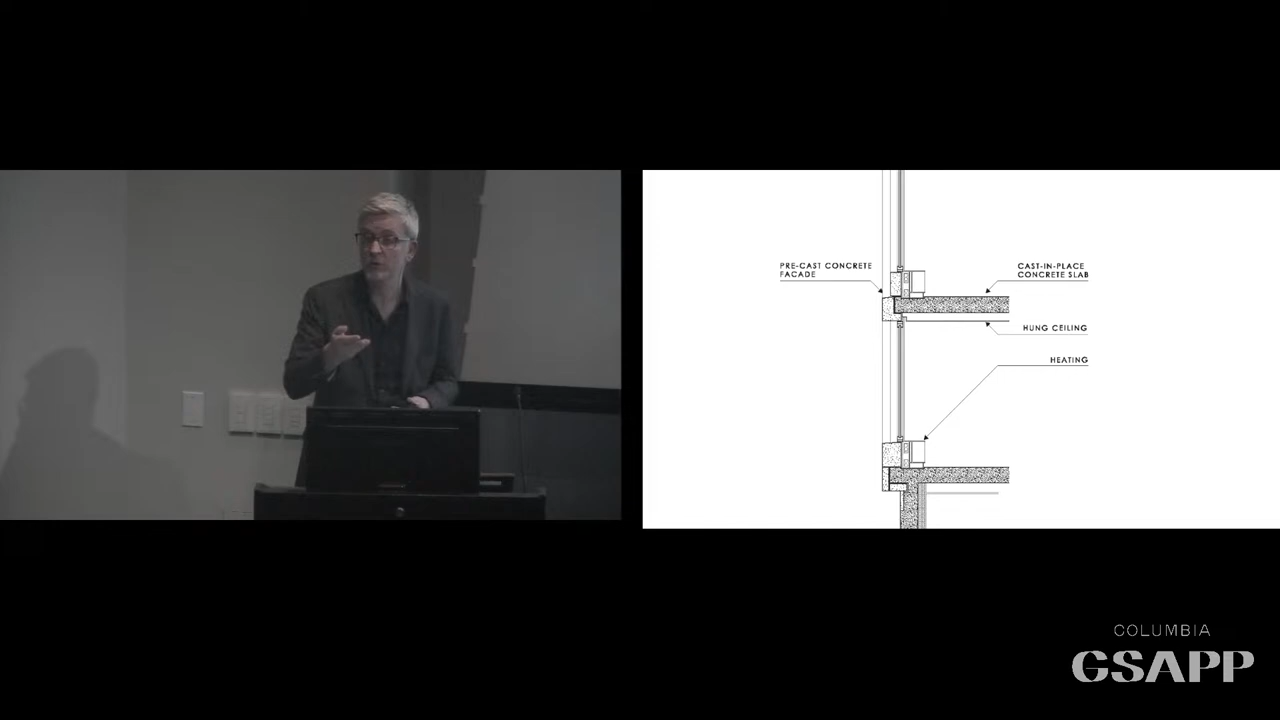 PRE-CAST CONCRETE
FACADE
CAST-IN-PLACE
CONCRETE SLAB
HUNG CEILING
HEATING
COLUMBIA
GSAPP